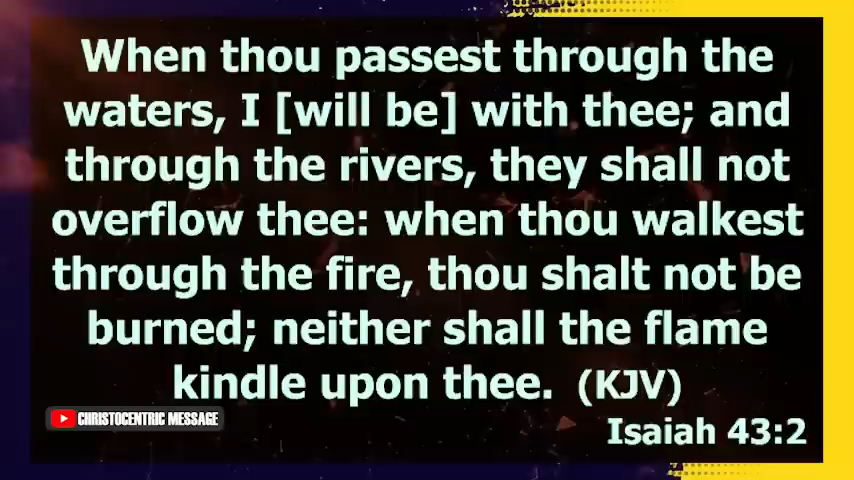 When thou passest through the
waters, I [will be] with thee; and
through the rivers, they shall not
overflow thee: when thou walkest
through the fire, thou shalt not be
burned; neither shall the flame
kindle upon thee. (KJV)
CHRISTOCENTRIC MESSAGE
Isaiah 43:2